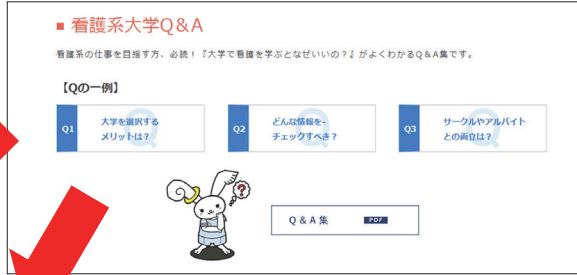 ■ 看護系大学Q&A
看護系の仕事を目指す方、必読！『大学で看護を学ぶとなぜいいの？』がよくわかるQ&A集です。
【Qの一例】
Q1 大学を選択する
メリットは？
Q2 どんな情報を-
チェックすべき？
Q3 サークルやアルバイト
との両立は？
?
Q&A集 PDF